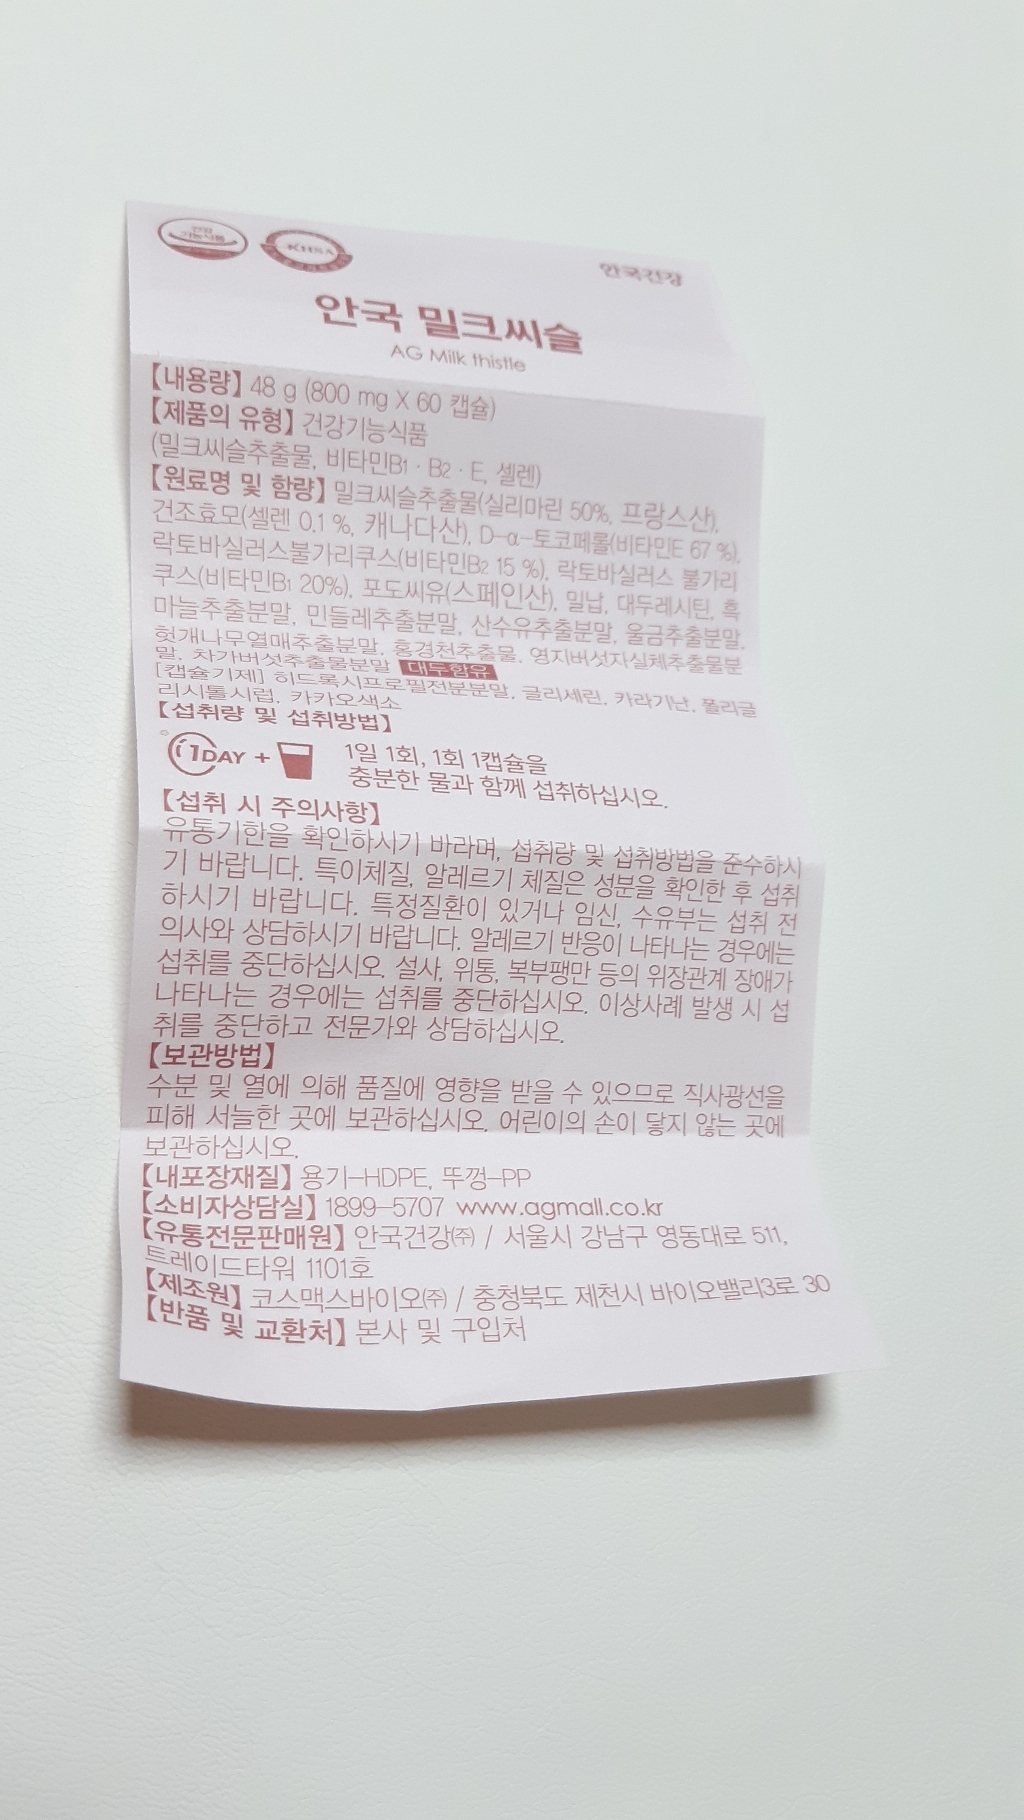 건강
기능식품
KHSA
안국건강
안국 밀크씨슬
AG Milk thistle
【내용량】 48 g (800 mg X 60 캡슐)
【제품의 유형】 건강기능식품
(밀크씨슬추출물, 비타민B1 · B2 · E, 셀렌)
【원료명 및 함량】 밀크씨슬추출물(실리마린 50%, 프랑스산),
건조효모(셀렌 0.1 %, 캐나다산), D-α-토코페롤(비타민E 67 %),
락토바실러스불가리쿠스(비타민B2 15 %), 락토바실러스 불가리
쿠스(비타민B1 20%), 포도씨유(스페인산), 밀납, 대두레시틴, 흑
마늘추출분말, 민들레추출분말, 산수유추출분말, 울금추출분말,
헛개나무열매추출분말, 홍경천추출물, 영지버섯자실체추출물분
말, 차가버섯추출물분말 대두함유
[캡슐기제] 히드록시프로필전분분말, 글리세린, 카라기난, 폴리글
리시톨시럽, 카카오색소
【섭취량 및 섭취방법】
1DAY + 1일 1회, 1회 1캡슐을
충분한 물과 함께 섭취하십시오.
【섭취 시 주의사항】
유통기한을 확인하시기 바라며, 섭취량 및 섭취방법을 준수하시
기 바랍니다. 특이체질, 알레르기 체질은 성분을 확인한 후 섭취
하시기 바랍니다. 특정질환이 있거나 임신, 수유부는 섭취 전
의사와 상담하시기 바랍니다. 알레르기 반응이 나타나는 경우에는
섭취를 중단하십시오. 설사, 위통, 복부팽만 등의 위장관계 장애가
나타나는 경우에는 섭취를 중단하십시오. 이상사례 발생 시 섭
취를 중단하고 전문가와 상담하십시오.
【보관방법】
수분 및 열에 의해 품질에 영향을 받을 수 있으므로 직사광선을
피해 서늘한 곳에 보관하십시오. 어린이의 손이 닿지 않는 곳에
보관하십시오.
【내포장재질】 용기-HDPE, 뚜껑-PP
【소비자상담실】 1899-5707 www.agmall.co.kr
【유통전문판매원】 안국건강㈜ / 서울시 강남구 영동대로 511,
트레이드타워 1101호
【제조원】 코스맥스바이오㈜ / 충청북도 제천시 바이오밸리3로 30
【반품 및 교환처】 본사 및 구입처